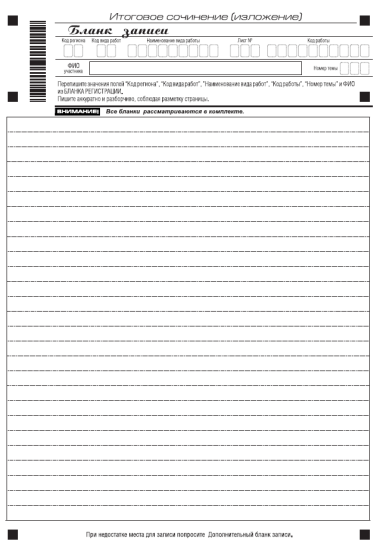 Итоговое сочинение (изложение)
Бланк записи
Код региона Код вида работ Наименование вида работы Лист № Код работы
ФИО участника Номер темы
Перепишите значения полей "Код региона", "Код вида работ", "Наименование вида работ", "Код работы", "Номер темы" и ФИО
из БЛАНКА РЕГИСТРАЦИИ.
Пишите аккуратно и разборчиво, соблюдая разметку страницы.
ВНИМАНИЕ! Все бланки рассматриваются в комплекте.
При недостатке места для записи попросите Дополнительный бланк записи.